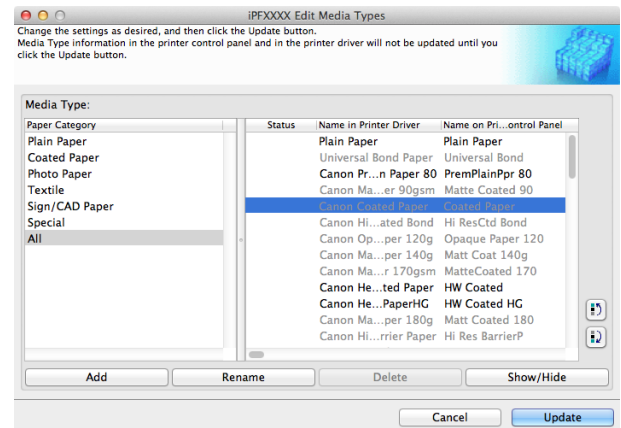 iPFXXXX Edit Media Types
Change the settings as desired, and then click the Update button.
Media Type information in the printer control panel and in the printer driver will not be updated until you
click the Update button.
Media Type:
Paper Category Status Name in Printer Driver Name on Pri...ontrol Panel
Plain Paper Plain Paper Plain Paper
Coated Paper Universal Bond Paper Universal Bond
Photo Paper Canon Pr...n Paper 80 PremPlainPpr 80
Textile Canon Ma...er 90gsm Matte Coated 90
Sign/CAD Paper Canon Coated Paper Coated Paper
Special Canon Hi...ated Bond Hi ResCtd Bond
All Canon Op...per 120g Opaque Paper 120
Canon Ma...per 140g Matt Coat 140g
Canon Ma...r 170gsm MatteCoated 170
Canon He...ted Paper HW Coated
Canon He...PaperHG HW Coated HG
Canon Ma...per 180g Matt Coated 180
Canon Hi...rrier Paper Hi Res BarrierP
Add Rename Delete Show/Hide
Cancel Update